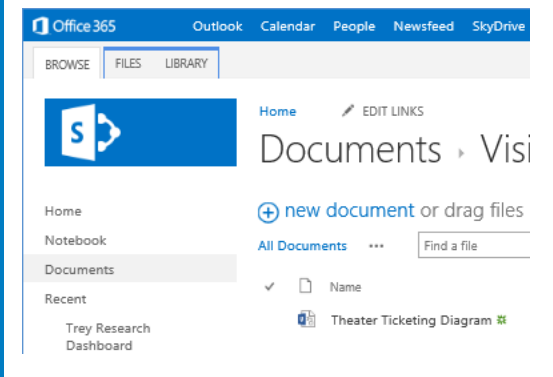 Office 365 Outlook Calendar People Newsfeed SkyDrive
BROWSE FILES LIBRARY
Home EDIT LINKS
S
Documents ▸ Visi
Home
new document or drag files
Notebook
All Documents ••• Find a file
Documents
Name
Recent
Theater Ticketing Diagram
Trey Research
Dashboard